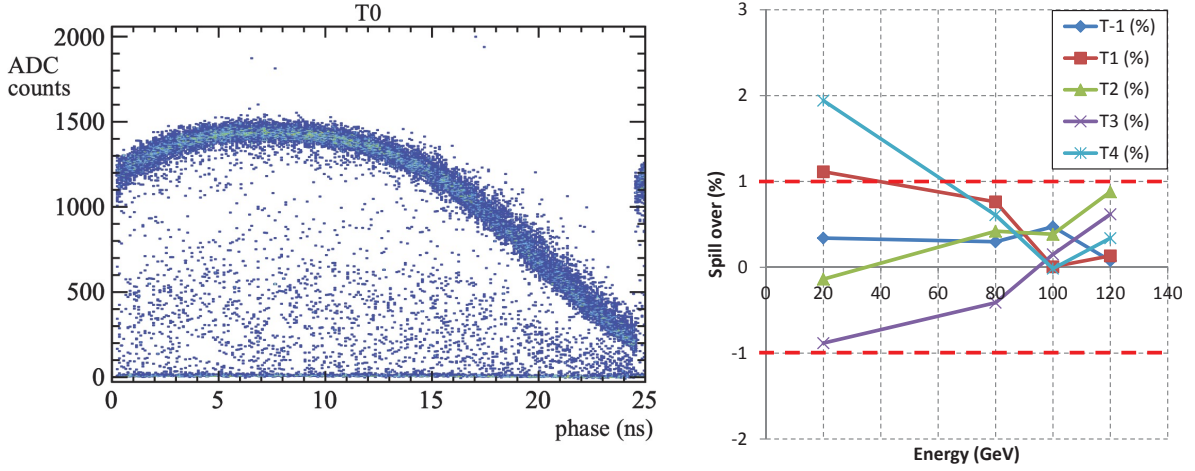 T0
ADC
counts
2000
1500
1000
500
0
0 5 10 15 20 25
phase (ns)
3
2
1
0
-1
-2
Spill over (%)
T-1 (%)
T1 (%)
T2 (%)
T3 (%)
T4 (%)
0 20 40 60 80 100 120 140
Energy (GeV)